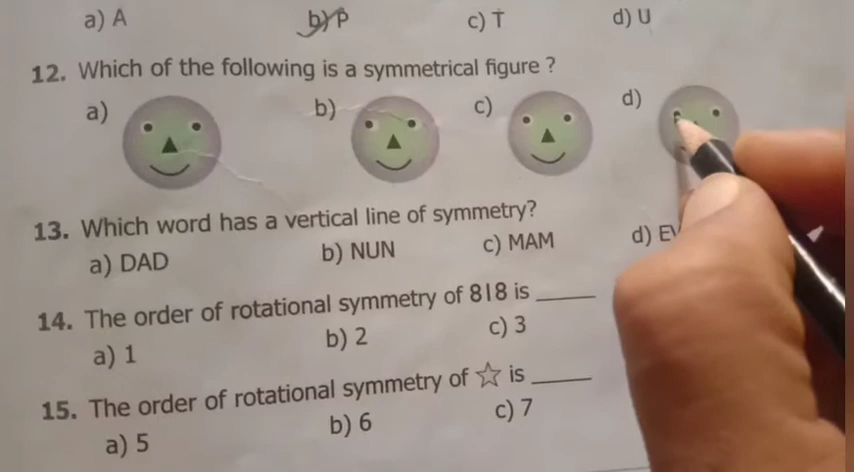 a) A b) P c) T d) U
12. Which of the following is a symmetrical figure ?
a) b) c) d)
13. Which word has a vertical line of symmetry?
a) DAD b) NUN c) MAM d)
14. The order of rotational symmetry of 818 is ____
a) 1 b) 2 c) 3
15. The order of rotational symmetry of ☆ is ____
a) 5 b) 6 c) 7